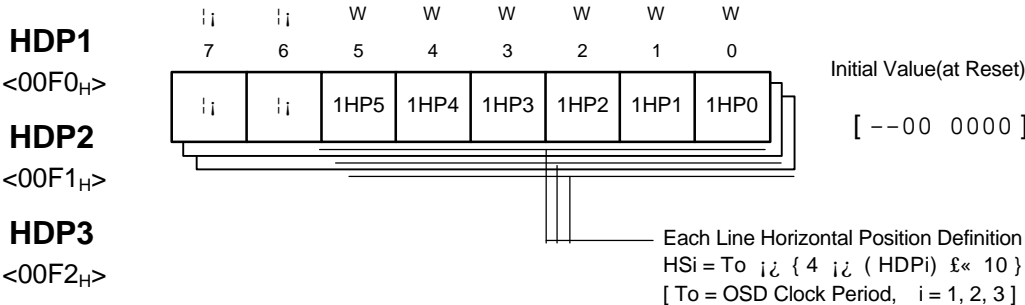 ¦¡ ¦¡ W W W W W W
7 6 5 4 3 2 1 0
HDP1
<00F0H>
¦¡ ¦¡ 1HP5 1HP4 1HP3 1HP2 1HP1 1HP0
Initial Value(at Reset)
[ --00 0000 ]
HDP2
<00F1H>
HDP3
<00F2H>
Each Line Horizontal Position Definition
HSi = To ¡¿ { 4 ¡¿ ( HDPi) £« 10 }
[ To = OSD Clock Period, i = 1, 2, 3 ]